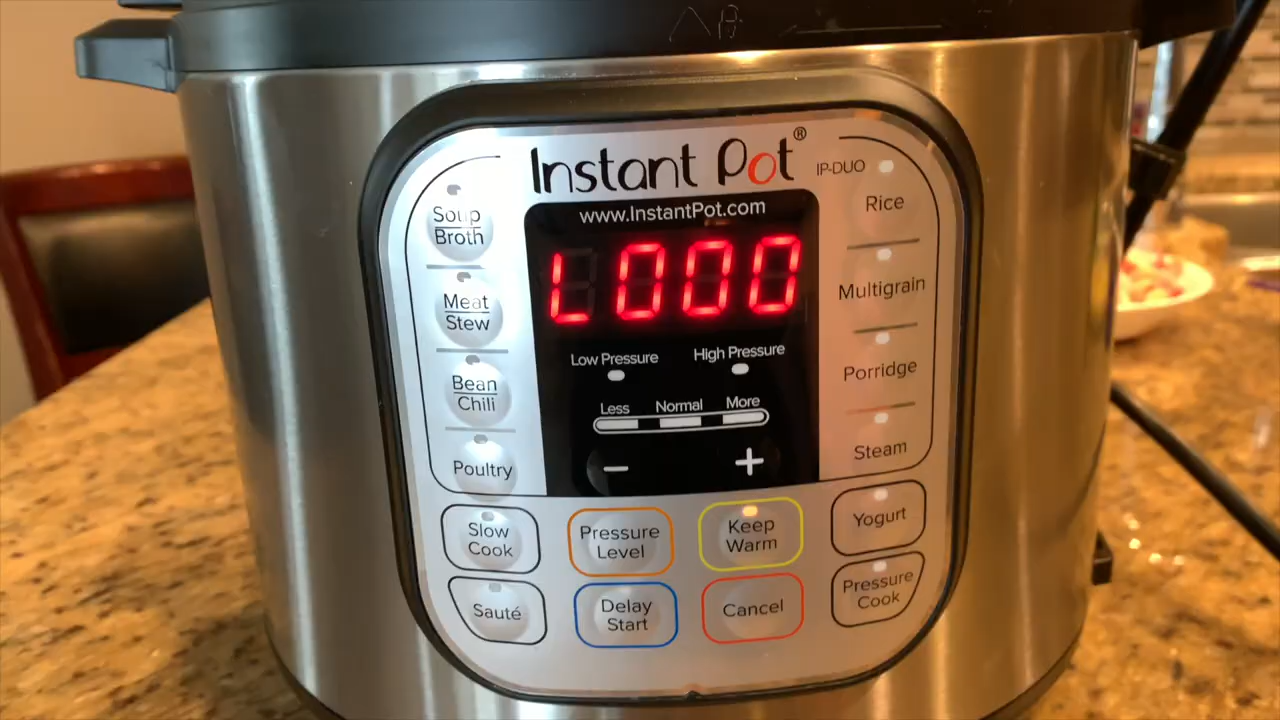 Instant Pot®
IP-DUO
www.InstantPot.com
L000
Low Pressure
High Pressure
Less
Normal
More
−
+
Soup
Broth
Meat
Stew
Bean
Chili
Poultry
Slow
Cook
Sauté
Pressure
Level
Delay
Start
Keep
Warm
Cancel
Rice
Multigrain
Porridge
Steam
Yogurt
Pressure
Cook